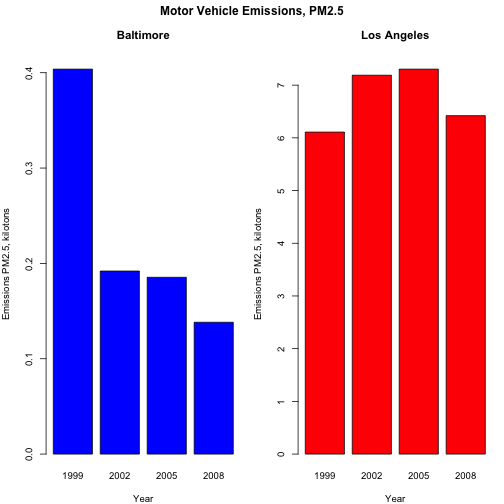 Motor Vehicle Emissions, PM2.5
Baltimore
Emissions PM2.5, kilotons
0.4
0.3
0.2
0.1
0.0
1999 2002 2005 2008
Year
Los Angeles
Emissions PM2.5, kilotons
7
6
5
4
3
2
1
0
1999 2002 2005 2008
Year